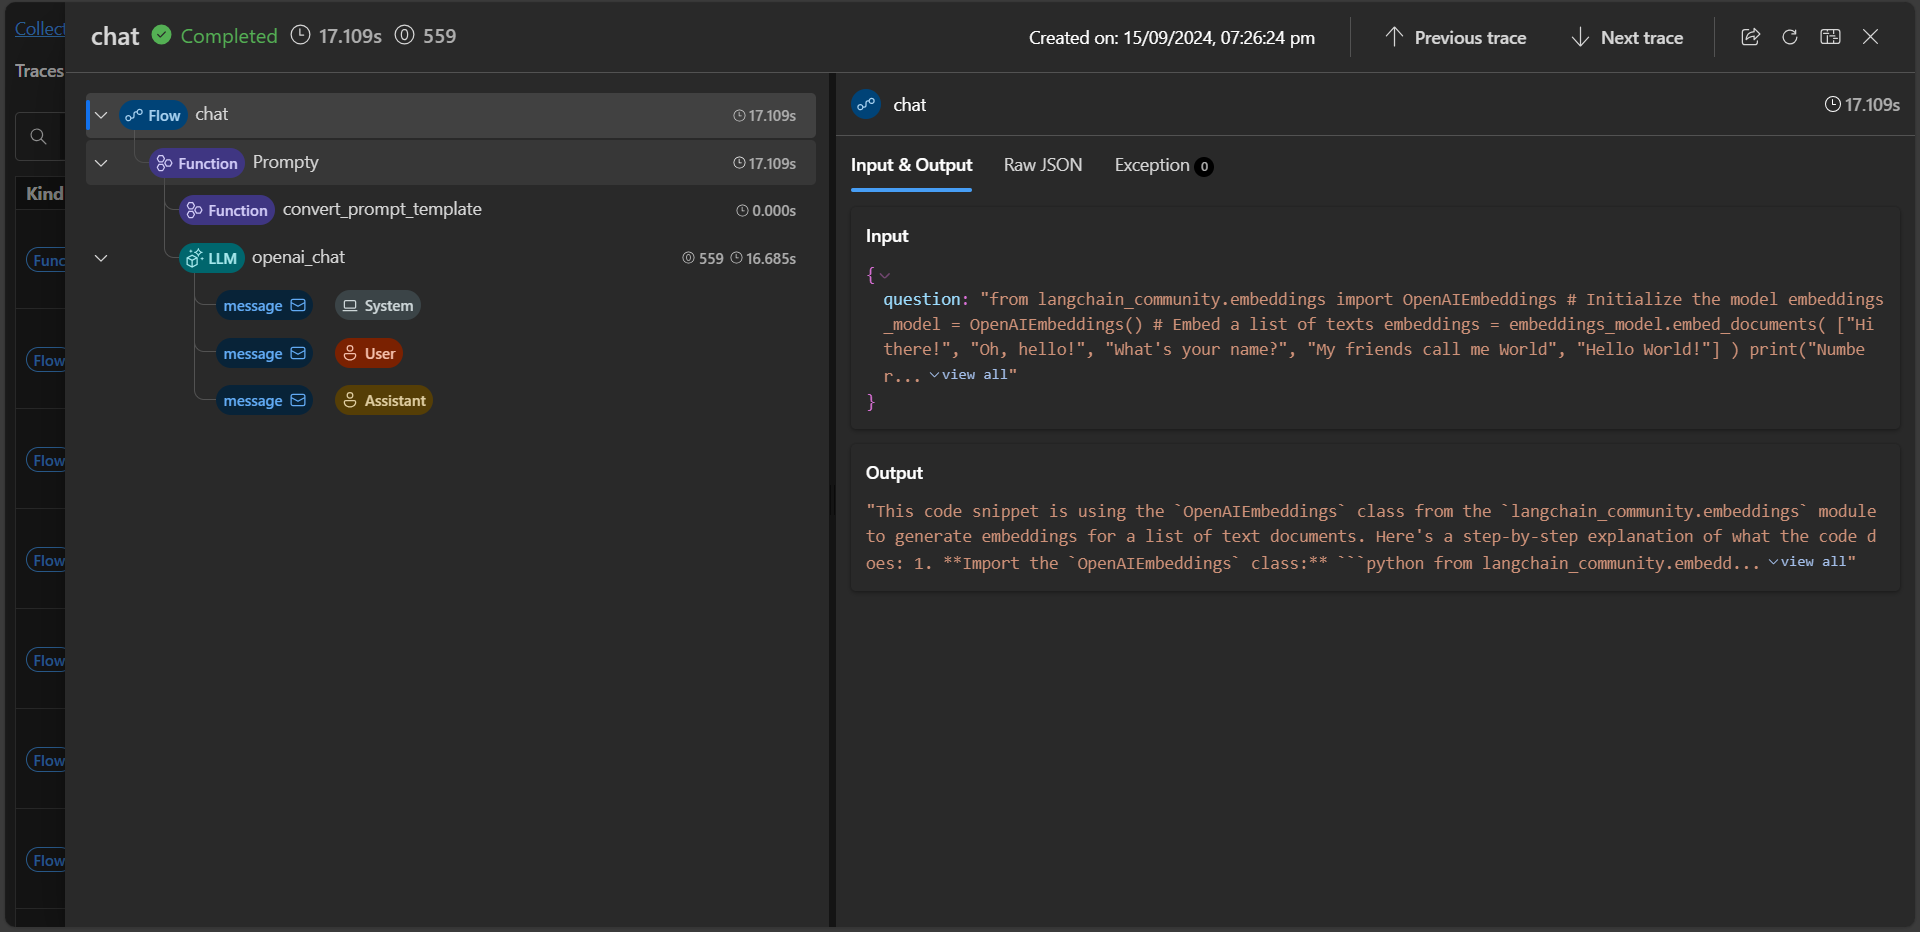 Collect
Traces
Kind
Func
Flow
Flow
Flow
Flow
Flow
Flow
chat Completed 17.109s 559
Created on: 15/09/2024, 07:26:24 pm
Previous trace
Next trace
Flow chat 17.109s
Function Prompty 17.109s
Function convert_prompt_template 0.000s
LLM openai_chat 559 16.685s
message System
message User
message Assistant
chat 17.109s
Input & Output Raw JSON Exception 0
Input
{
question: "from langchain_community.embeddings import OpenAIEmbeddings # Initialize the model embeddings
_model = OpenAIEmbeddings() # Embed a list of texts embeddings = embeddings_model.embed_documents( ["Hi
there!", "Oh, hello!", "What's your name?", "My friends call me World", "Hello World!"] ) print("Numbe
r... view all"
}
Output
"This code snippet is using the `OpenAIEmbeddings` class from the `langchain_community.embeddings` module
to generate embeddings for a list of text documents. Here's a step-by-step explanation of what the code d
oes: 1. **Import the `OpenAIEmbeddings` class:** ```python from langchain_community.embedd... view all"